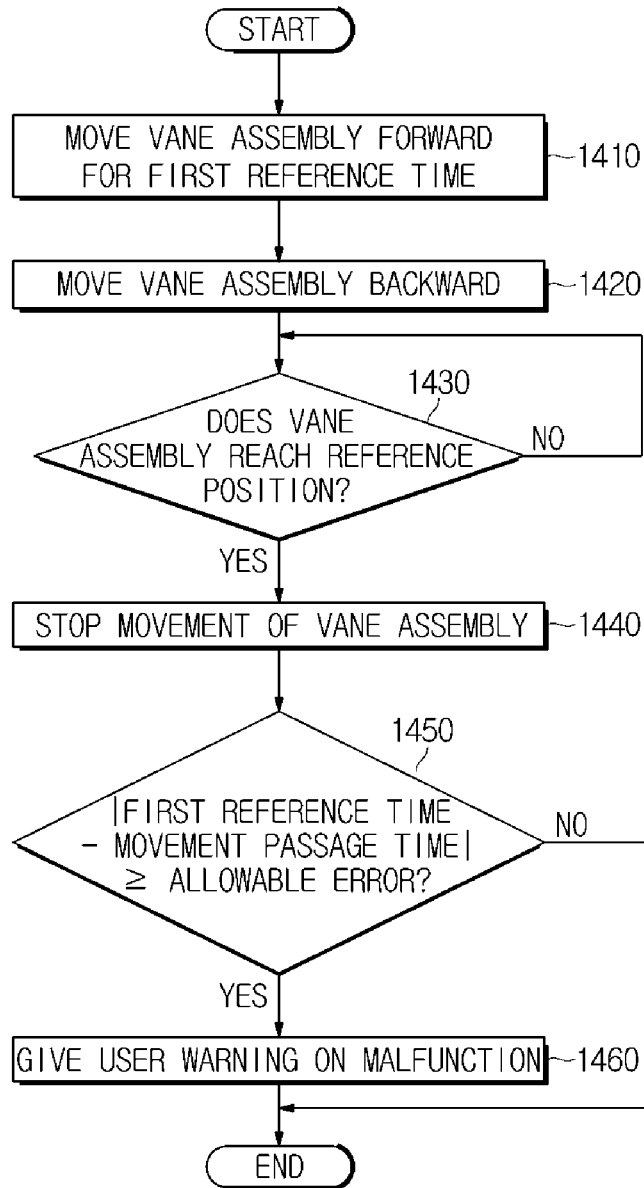 START
MOVE VANE ASSEMBLY FORWARD
FOR FIRST REFERENCE TIME
1410
MOVE VANE ASSEMBLY BACKWARD
1420
1430
DOES VANE
ASSEMBLY REACH REFERENCE
POSITION?
NO
YES
STOP MOVEMENT OF VANE ASSEMBLY
1440
1450
|FIRST REFERENCE TIME
- MOVEMENT PASSAGE TIME|
≥ ALLOWABLE ERROR?
NO
YES
GIVE USER WARNING ON MALFUNCTION
1460
END